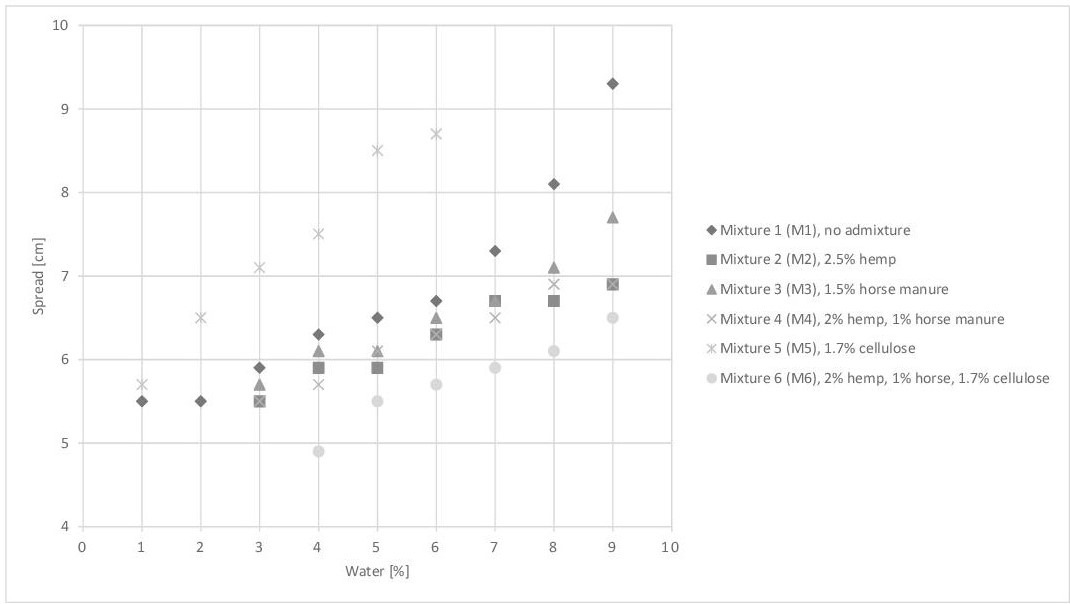 10
9
8
7
6
5
4
Spread [cm]
0 1 2 3 4 5 6 7 8 9 10
Water [%]
Mixture 1 (M1), no admixture
Mixture 2 (M2), 2.5% hemp
Mixture 3 (M3), 1.5% horse manure
Mixture 4 (M4), 2% hemp, 1% horse manure
Mixture 5 (M5), 1.7% cellulose
Mixture 6 (M6), 2% hemp, 1% horse, 1.7% cellulose